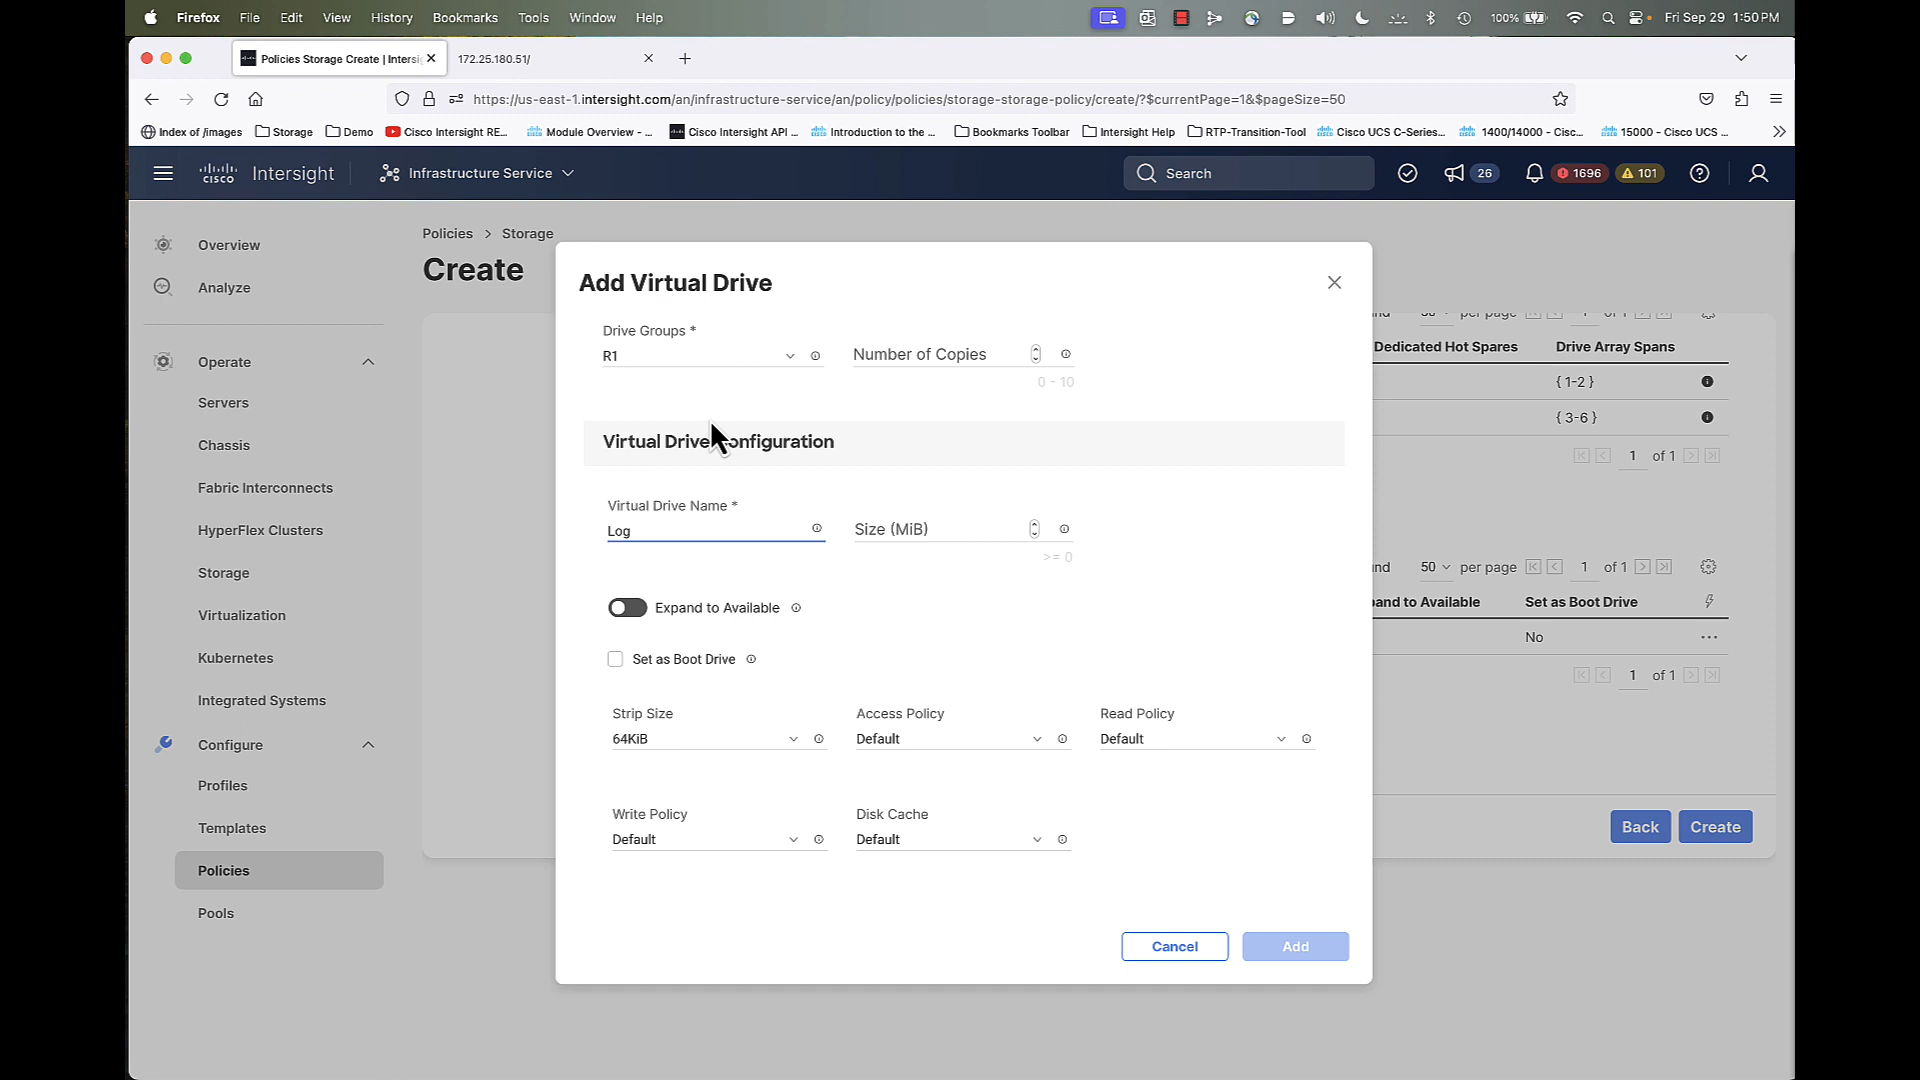 Firefox File Edit View History Bookmarks Tools Window Help 100% Fri Sep 29 1:50 PM
Policies Storage Create | Intersi 172.25.180.51/
https://us-east-1.intersight.com/an/infrastructure-service/an/policy/policies/storage-storage-policy/create/?$currentPage=1&$pageSize=50
Index of /images Storage Demo Cisco Intersight RE... Module Overview - ... Cisco Intersight API ... Introduction to the ... Bookmarks Toolbar Intersight Help RTP-Transition-Tool Cisco UCS C-Series... 1400/14000 - Cisc... 15000 - Cisco UCS ...
CISCO Intersight Infrastructure Service Search 26 1696 101
Overview
Analyze
Operate
Servers
Chassis
Fabric Interconnects
HyperFlex Clusters
Storage
Virtualization
Kubernetes
Integrated Systems
Configure
Profiles
Templates
Policies
Pools
Policies > Storage
Create
Add Virtual Drive
Drive Groups *
R1
Number of Copies
0 - 10
Virtual Drive Configuration
Virtual Drive Name *
Log
Size (MiB)
>= 0
Expand to Available
Set as Boot Drive
Strip Size Access Policy Read Policy
64KiB Default Default
Write Policy Disk Cache
Default Default
Cancel Add
per page
Dedicated Hot Spares Drive Array Spans
{ 1-2 }
{ 3-6 }
1 of 1
und 50 per page 1 of 1
pand to Available Set as Boot Drive
No
1 of 1
Back Create